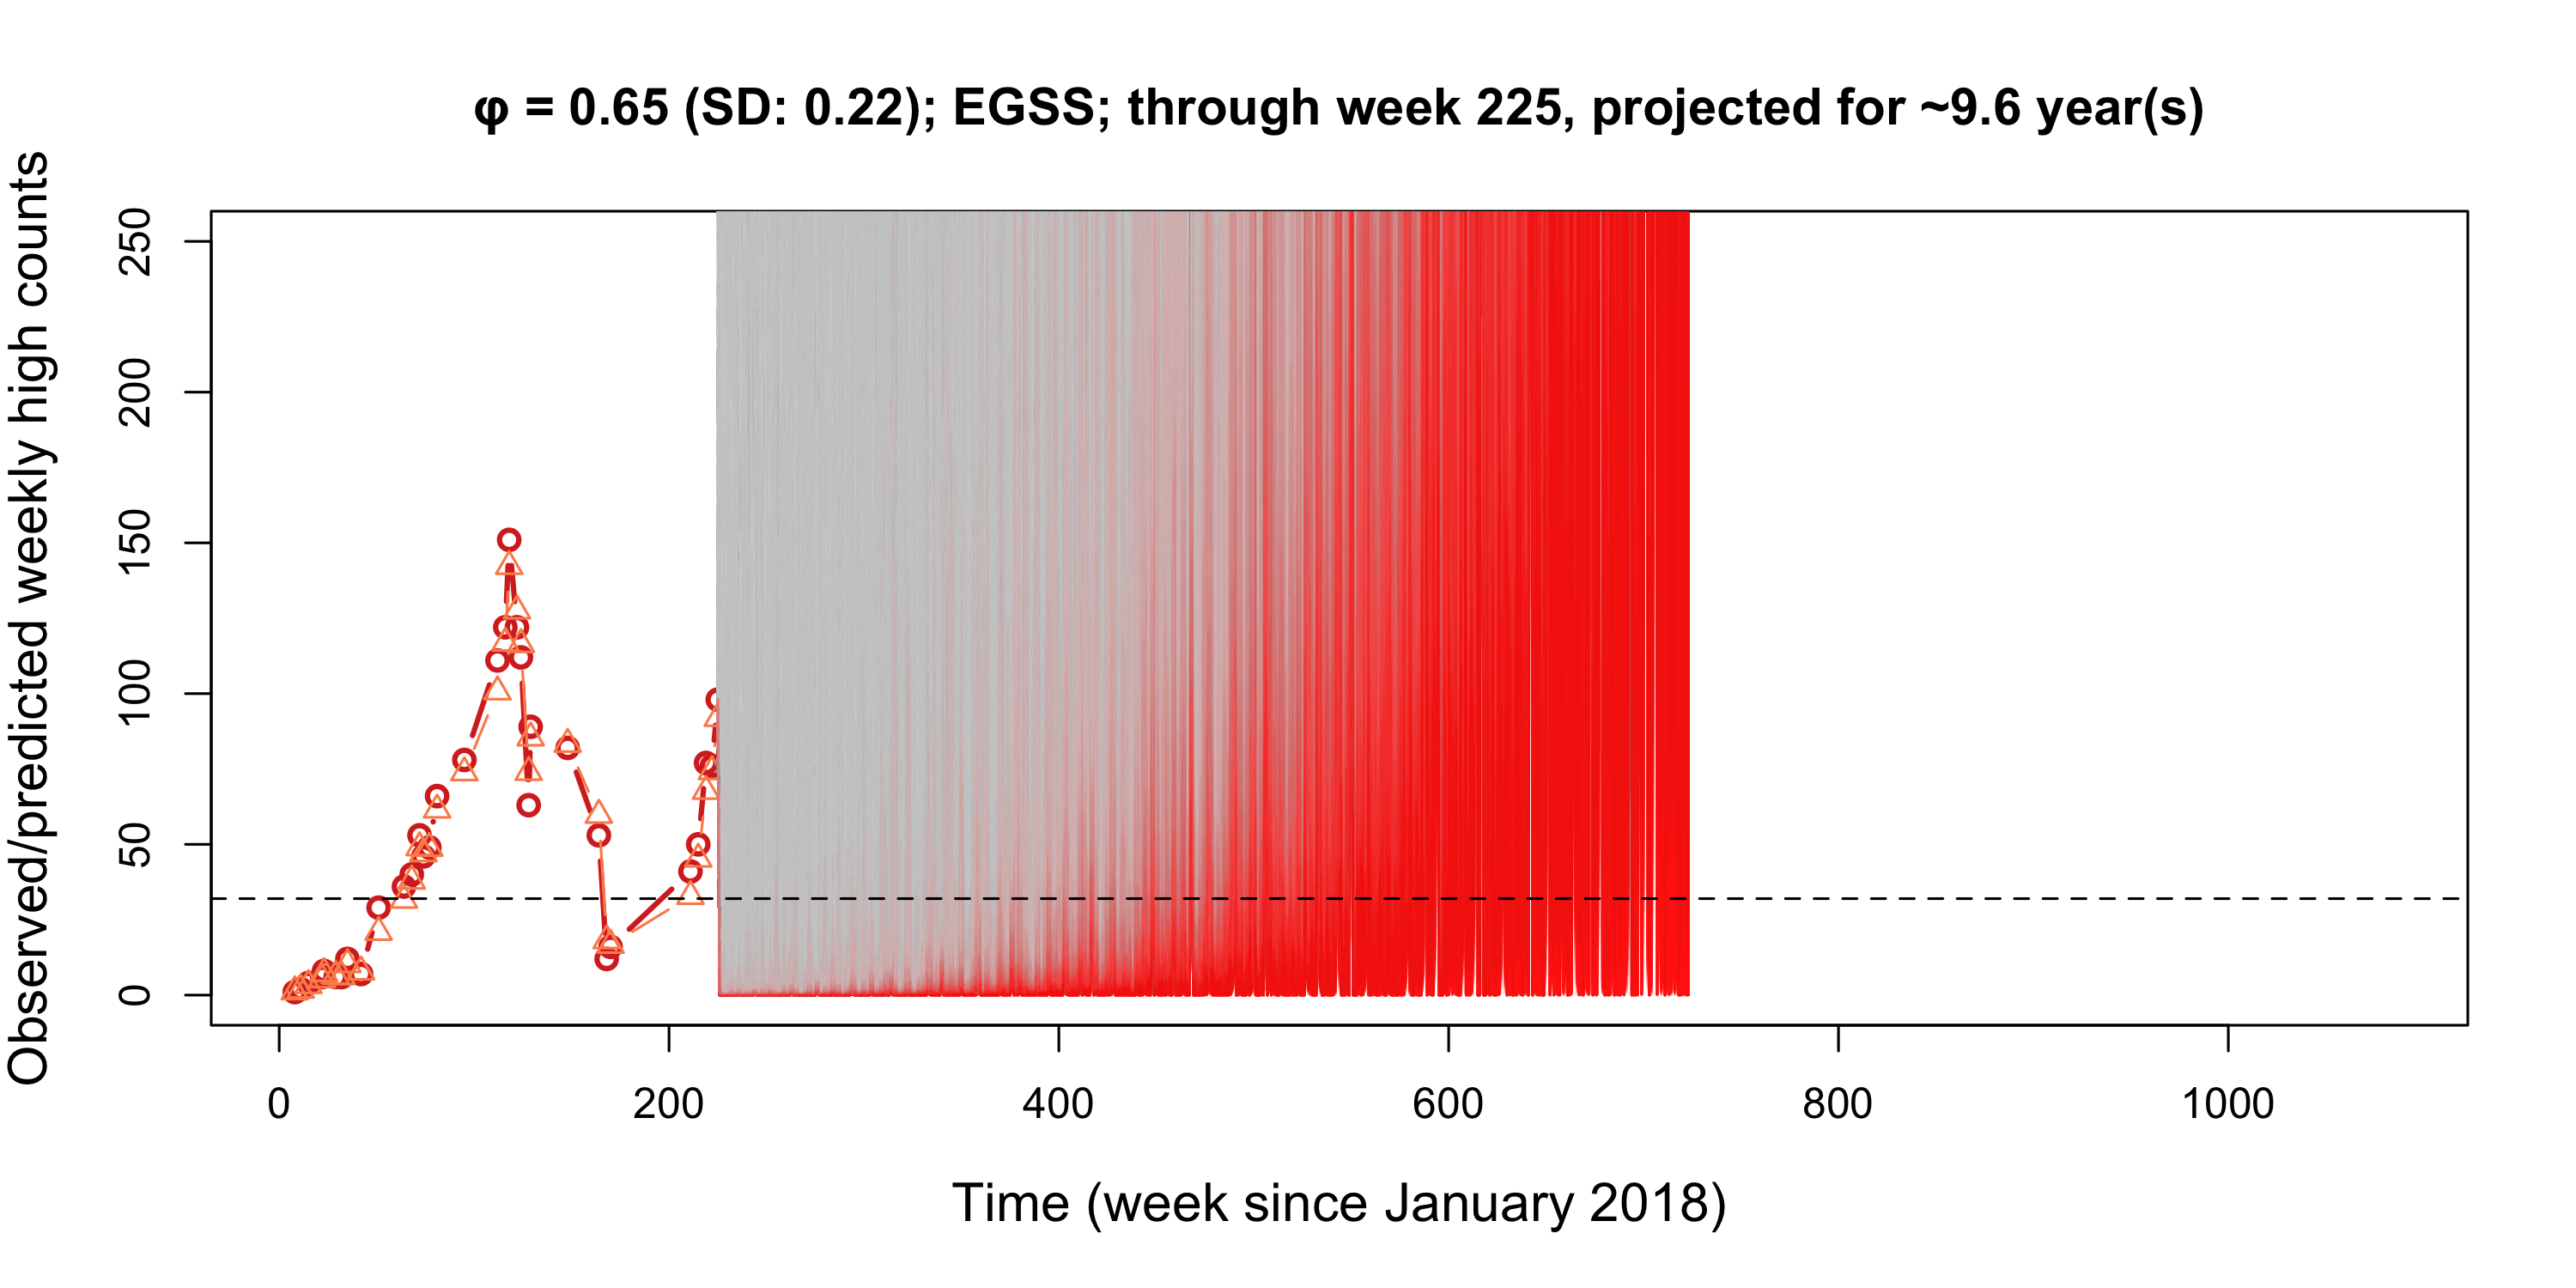 φ = 0.65 (SD: 0.22); EGSS; through week 225, projected for ~9.6 year(s)
Observed/predicted weekly high counts
250
200
150
100
50
0
0 200 400 600 800 1000
Time (week since January 2018)